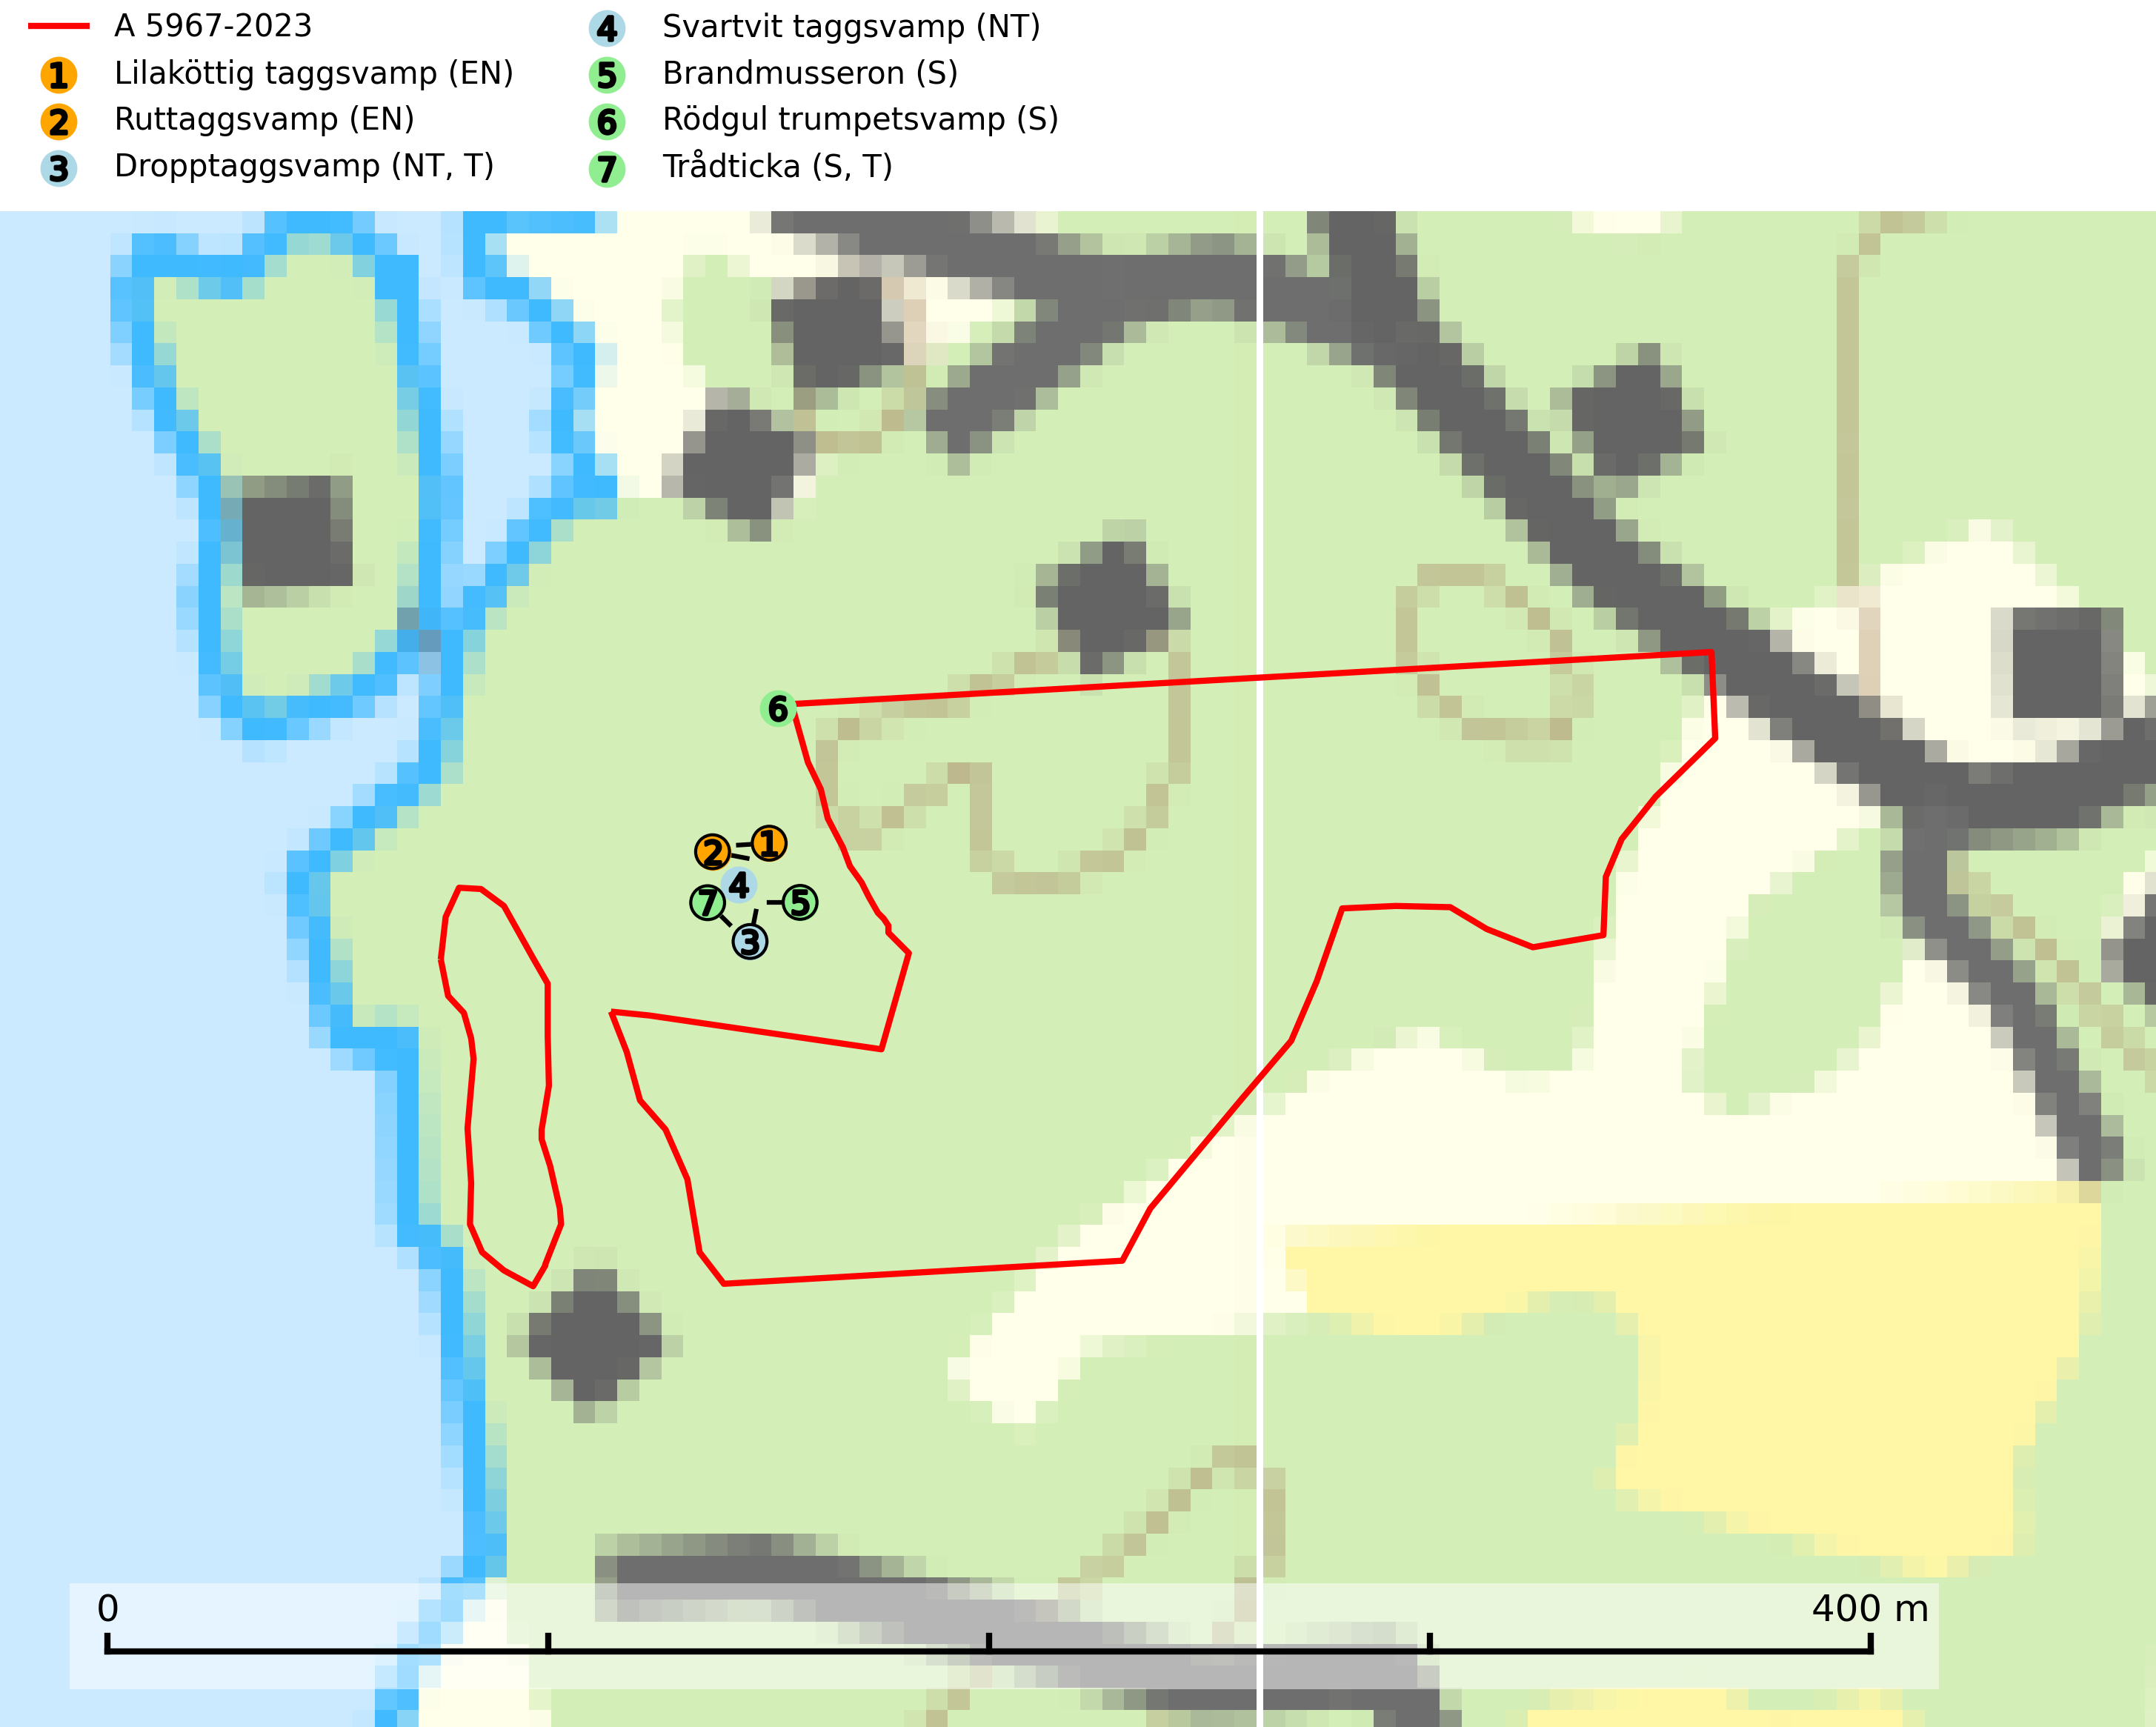 A 5967-2023
1 Lilaköttig taggsvamp (EN)
2 Ruttaggsvamp (EN)
3 Dropptaggsvamp (NT, T)
4 Svartvit taggsvamp (NT)
5 Brandmusseron (S)
6 Rödgul trumpetsvamp (S)
7 Trådticka (S, T)
6
2 1
4
7 5
3
0 400 m